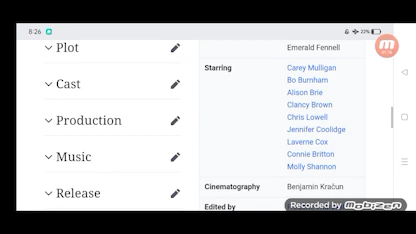 8:26
22%
Plot
Cast
Production
Music
Release
Emerald Fennell
Starring
Carey Mulligan
Bo Burnham
Alison Brie
Clancy Brown
Chris Lowell
Jennifer Coolidge
Laverne Cox
Connie Britton
Molly Shannon
Cinematography Benjamin Kračun
Edited by
Recorded by mobizen